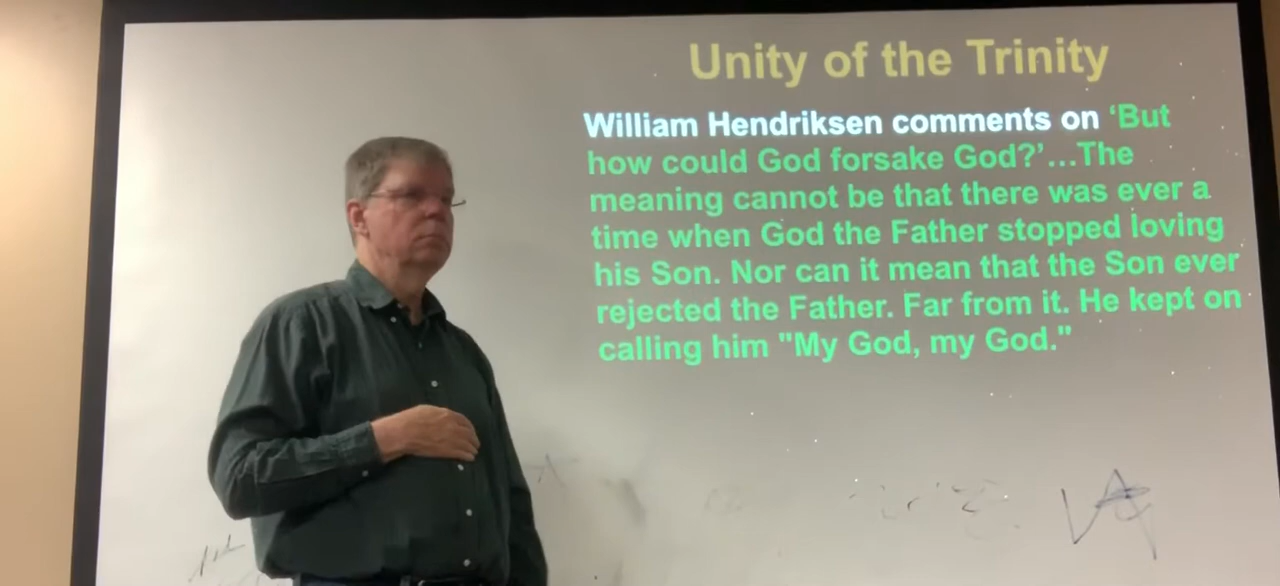 Unity of the Trinity
William Hendriksen comments on ‘But
how could God forsake God?’...The
meaning cannot be that there was ever a
time when God the Father stopped loving
his Son. Nor can it mean that the Son ever
rejected the Father. Far from it. He kept on
calling him "My God, my God."